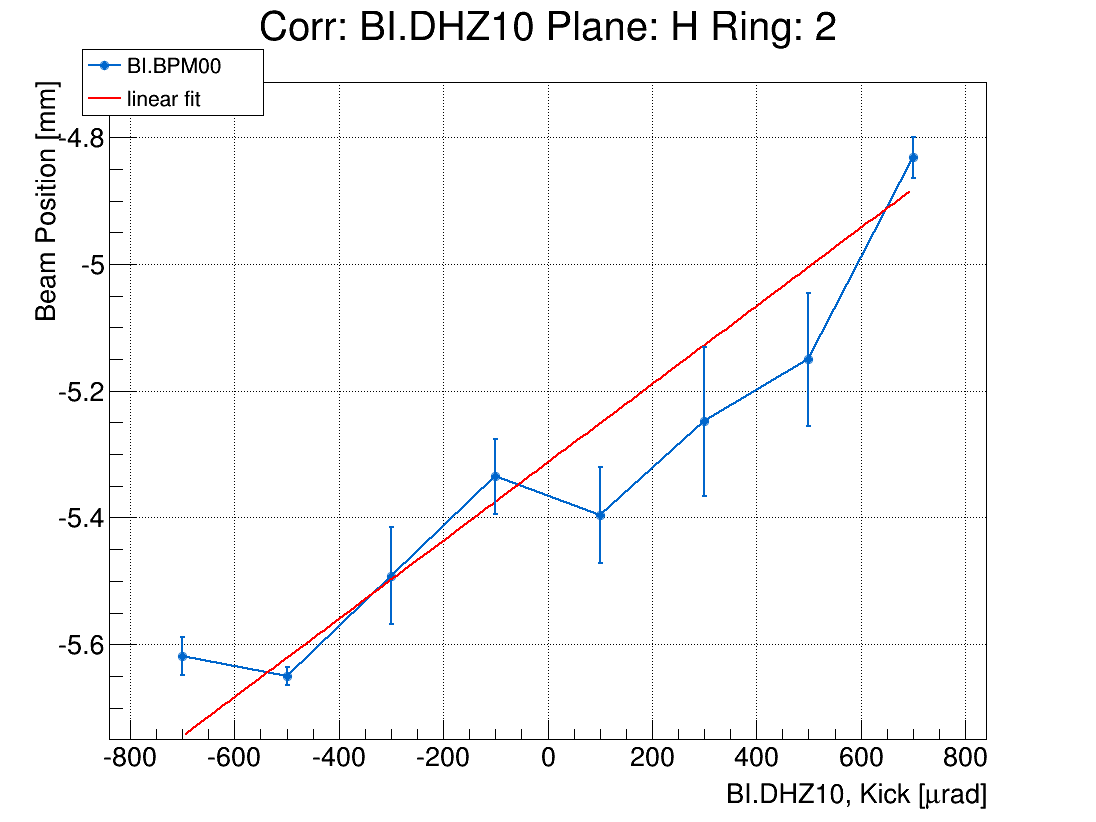 Corr: BI.DHZ10 Plane: H Ring: 2
BI.BPM00
linear fit
Beam Position [mm]
-4.8
-5
-5.2
-5.4
-5.6
-800 -600 -400 -200 0 200 400 600 800
BI.DHZ10, Kick [μrad]